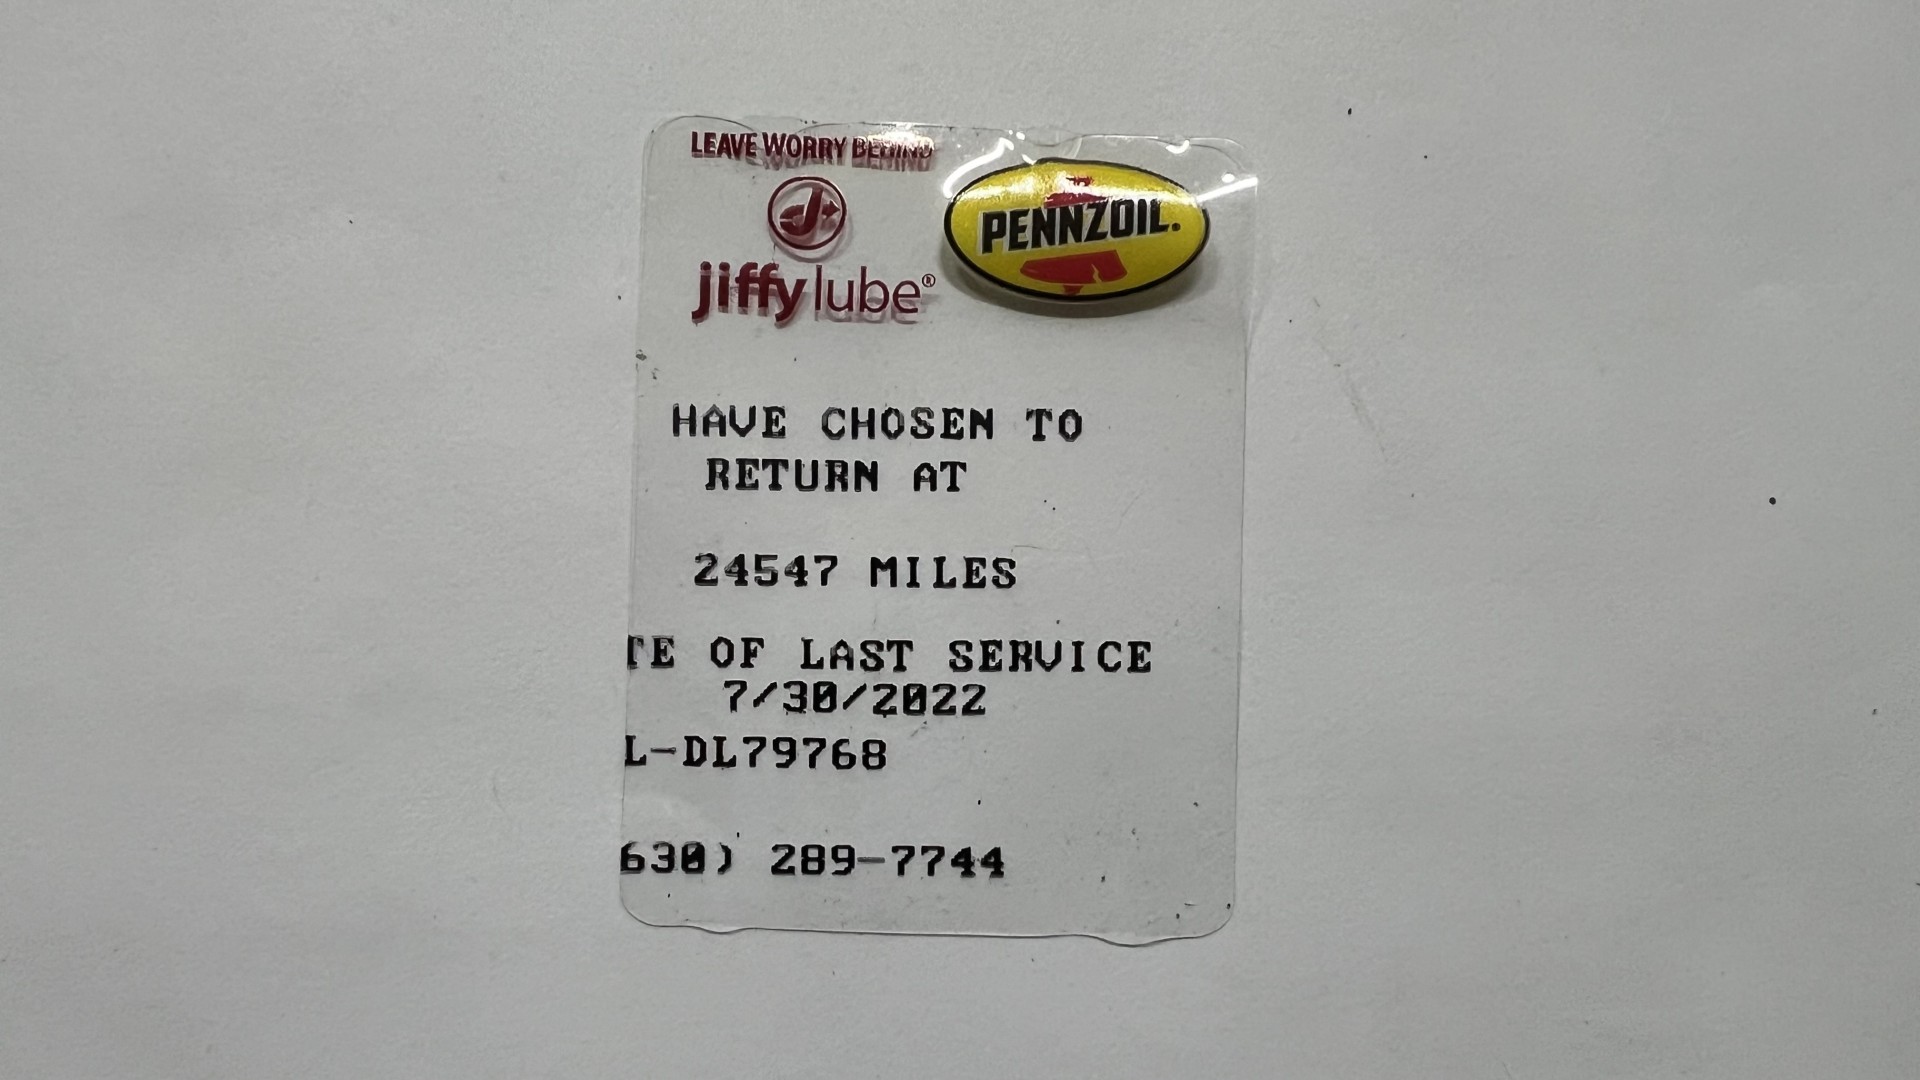 LEAVE WORRY BEHIND
jiffy lube®
PENNZOIL.
HAVE CHOSEN TO
RETURN AT
24547 MILES
TE OF LAST SERVICE
7/30/2022
L-DL79768
630) 289-7744